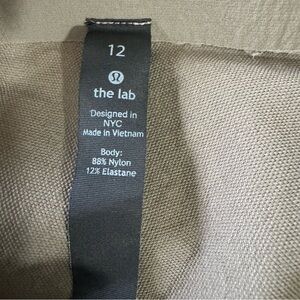 12
the lab
Designed in
NYC
Made in Vietnam
Body:
88% Nylon
12% Elastane